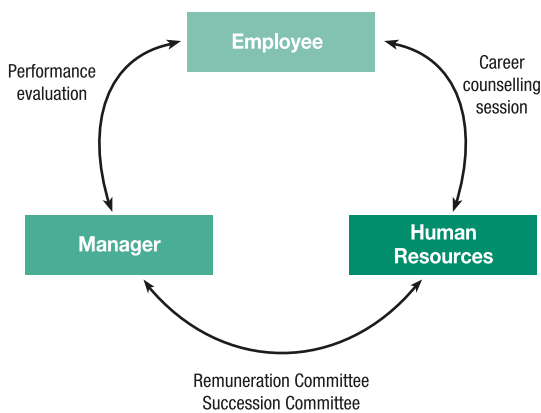 Employee
Performance
evaluation
Career
counselling
session
Manager
Human
Resources
Remuneration Committee
Succession Committee